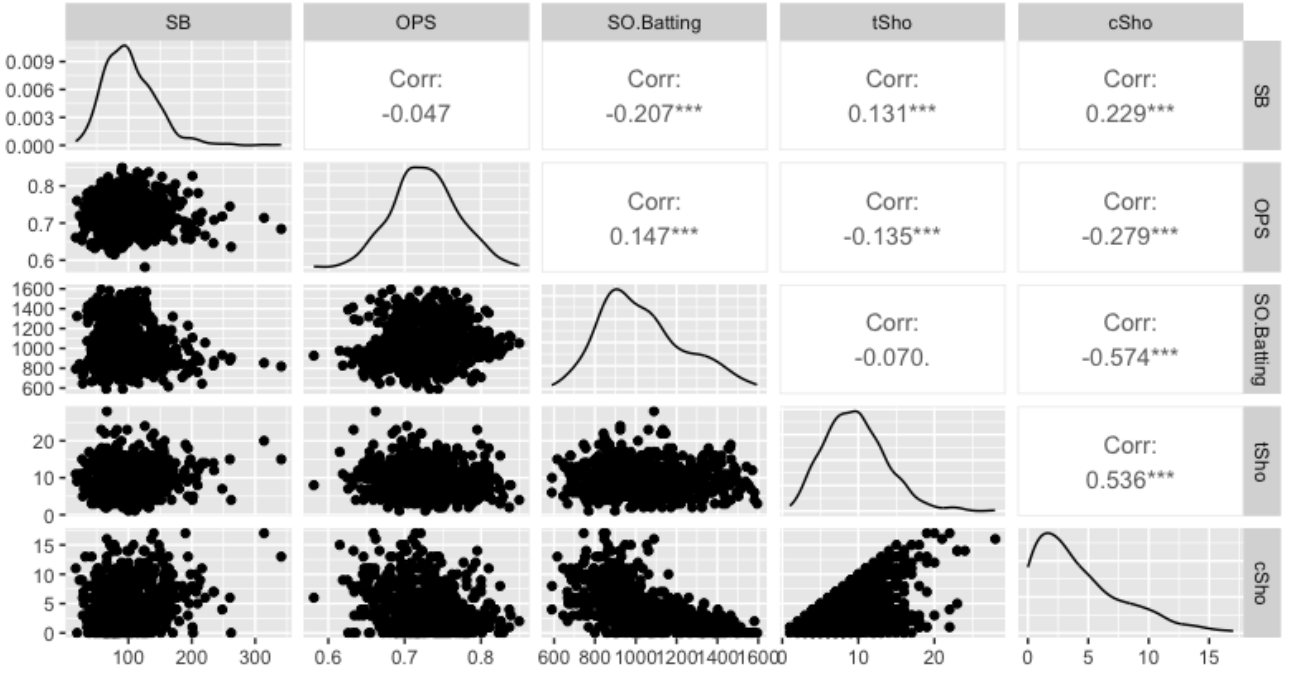 SB OPS SO.Batting tSho cSho
0.009
0.006
0.003
0.000
Corr:
-0.047
Corr:
-0.207***
Corr:
0.131***
Corr:
0.229***
SB
0.8
0.7
0.6
Corr:
0.147***
Corr:
-0.135***
Corr:
-0.279***
OPS
1600
1400
1200
1000
800
600
Corr:
-0.070.
Corr:
-0.574***
SO.Batting
20
10
0
Corr:
0.536***
tSho
15
10
5
0
cSho
100 200 300 0.6 0.7 0.8 600 800 1000 1200 1400 1600 0 10 20 0 5 10 15